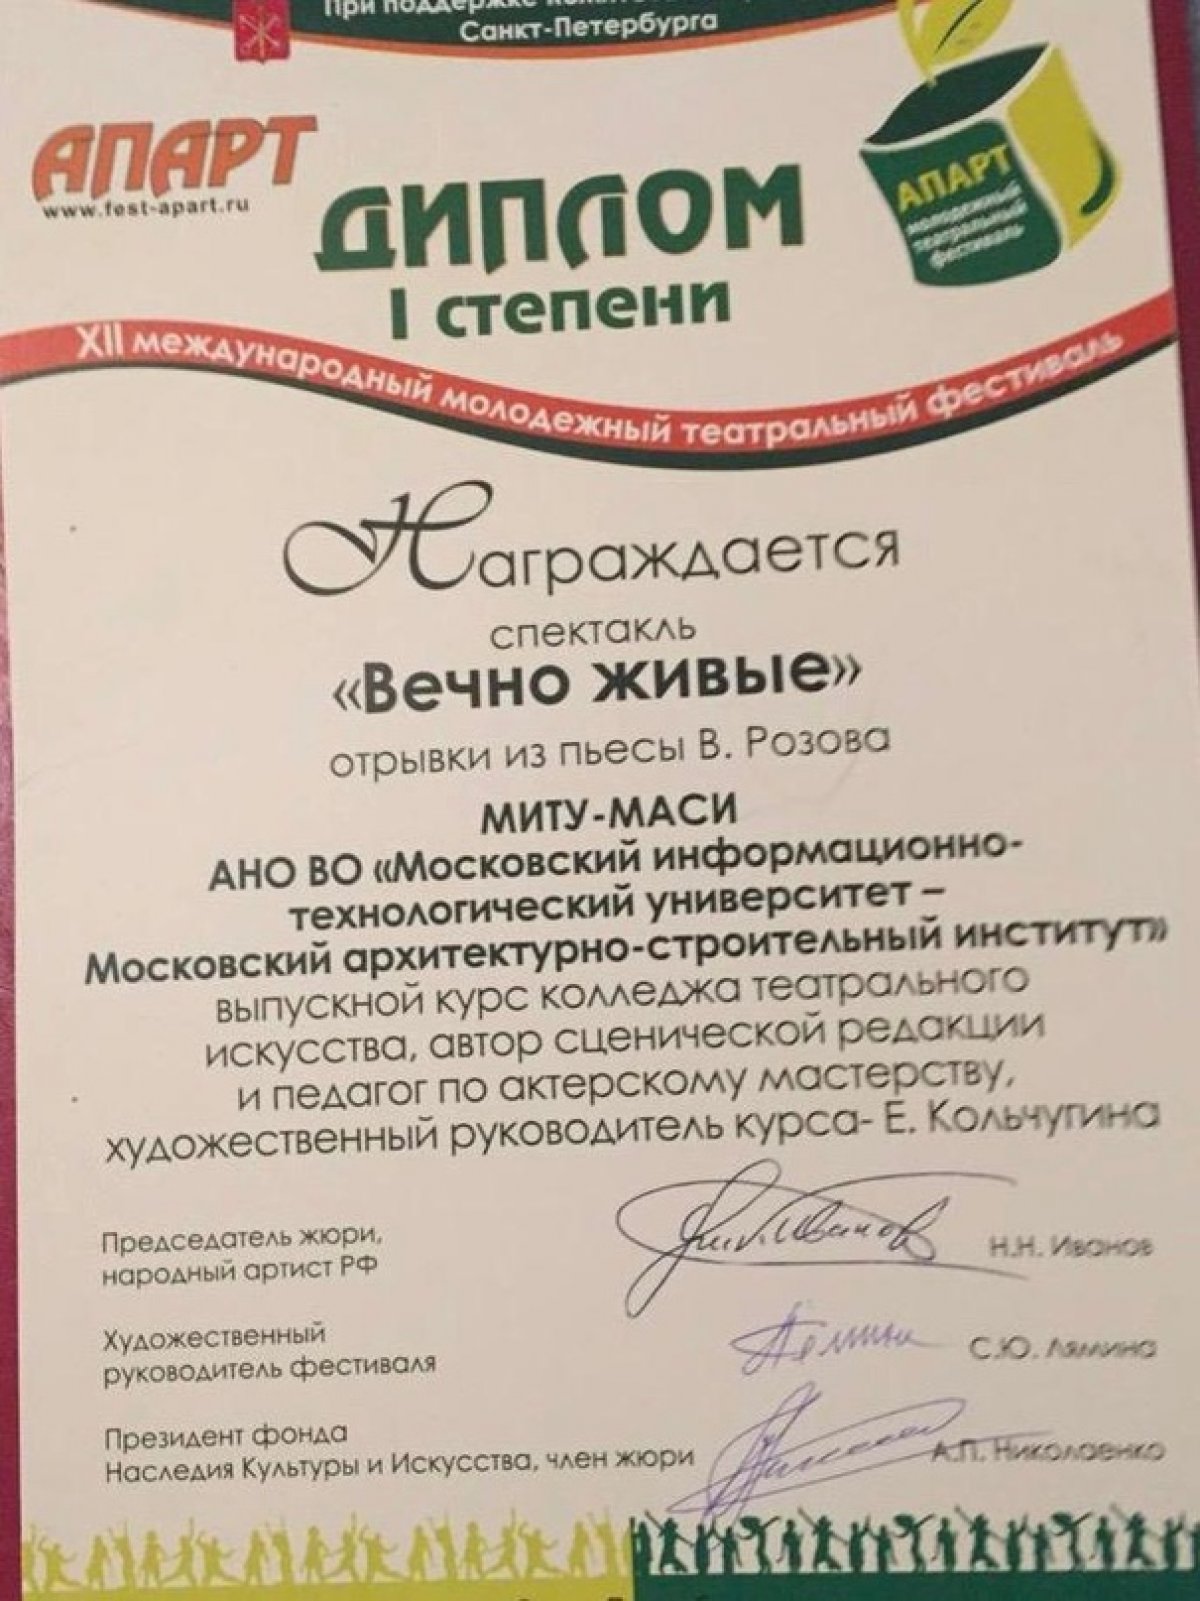 При поддержке
Санкт-Петербурга
АПАРТ
www.fest-apart.ru
ДИПЛОМ
I степени
АПАРТ
молодежный
театральный
фестиваль
XII международный молодежный театральный фестиваль
Награждается
спектакль
«Вечно живые»
отрывки из пьесы В. Розова
МИТУ-МАСИ
АНО ВО «Московский информационно-
технологический университет –
Московский архитектурно-строительный институт»
выпускной курс колледжа театрального
искусства, автор сценической редакции
и педагог по актерскому мастерству,
художественный руководитель курса- Е. Кольчугина
Председатель жюри,
народный артист РФ
Н.Н. Иванов
Художественный
руководитель фестиваля
С.Ю. Лямина
Президент фонда
Наследия Культуры и Искусства, член жюри
А.П. Николаенко